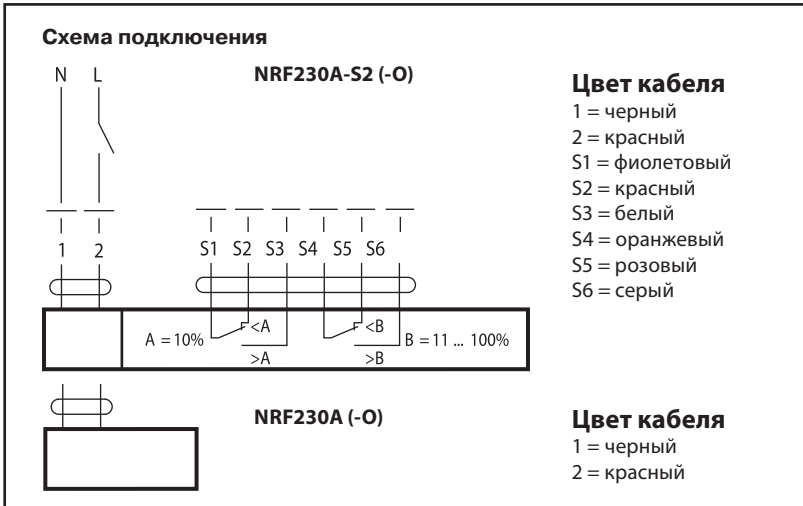 Схема подключения
N L
NRF230A-S2 (-O)
1 2
S1 S2 S3 S4 S5 S6
A = 10%
<A
>A
<B
>B
B = 11 ... 100%
Цвет кабеля
1 = черный
2 = красный
S1 = фиолетовый
S2 = красный
S3 = белый
S4 = оранжевый
S5 = розовый
S6 = серый
NRF230A (-O)
Цвет кабеля
1 = черный
2 = красный